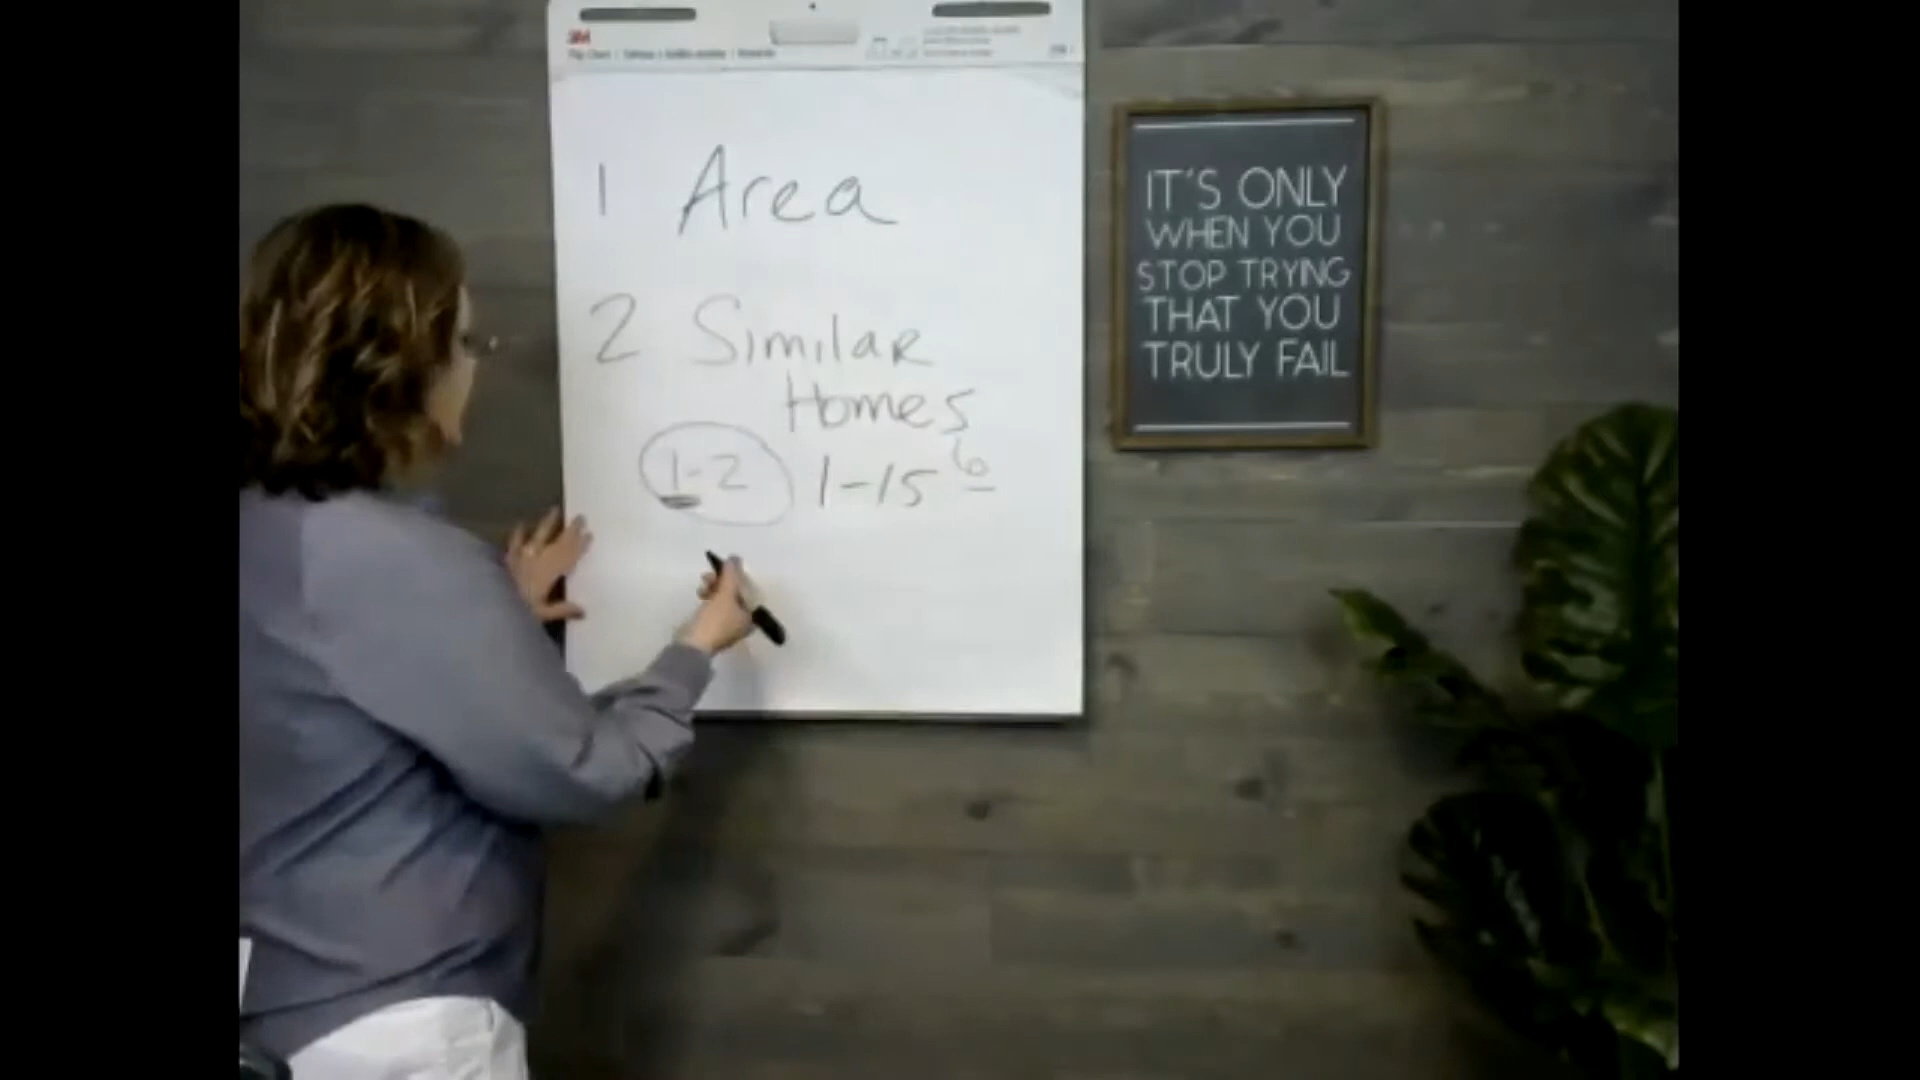 3M
1 Area
2 Similar
Homes
1-2 1-15 6
IT'S ONLY
WHEN YOU
STOP TRYING
THAT YOU
TRULY FAIL